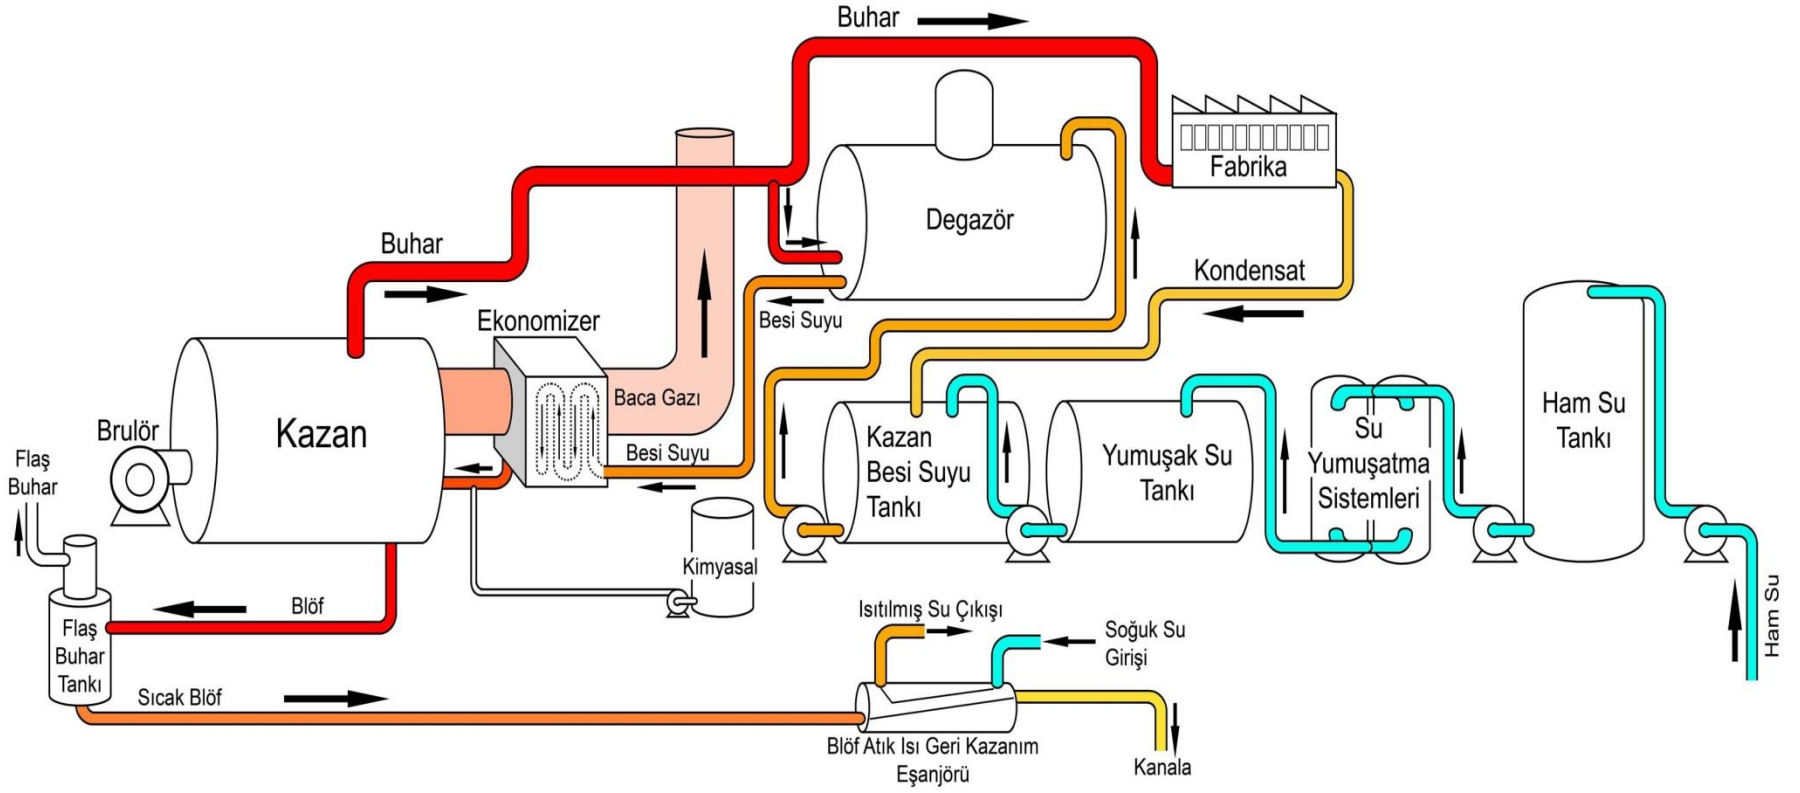 Buhar
Fabrika
Degazör
Buhar
Kondensat
Besi Suyu
Ekonomizer
Baca Gazı
Kazan
Brulör
Besi Suyu
Flaş
Buhar
Kazan
Besi Suyu
Tankı
Yumuşak Su
Tankı
Su
Yumuşatma
Sistemleri
Ham Su
Tankı
Kimyasal
Blöf
Flaş
Buhar
Tankı
Isıtılmış Su Çıkışı
Soğuk Su
Girişi
Ham Su
Sıcak Blöf
Blöf Atık Isı Geri Kazanım
Eşanjörü
Kanala